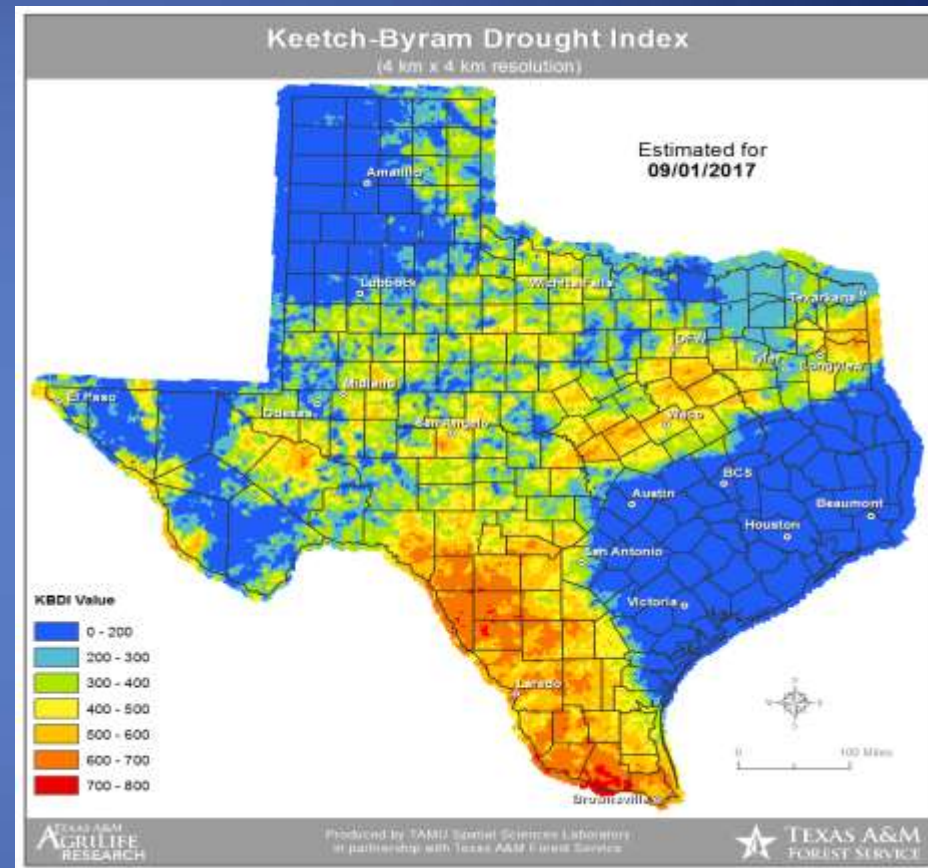 Keetch-Byram Drought Index
(4 km x 4 km resolution)
Estimated for
09/01/2017
Amarillo
Lubbock
Wichita Falls
Texarkana
DFW
Tyler
Longview
El Paso
Midland
Odessa
San Angelo
Waco
BCS
Austin
Beaumont
Houston
San Antonio
Victoria
Laredo
Brownsville
KBDI Value
0 - 200
200 - 300
300 - 400
400 - 500
500 - 600
600 - 700
700 - 800
N
W E
S
0 100 Miles
TEXAS A&M
AGRILIFE
RESEARCH
Produced by TAMU Spatial Sciences Laboratory
in partnership with Texas A&M Forest Service
TEXAS A&M
FOREST SERVICE